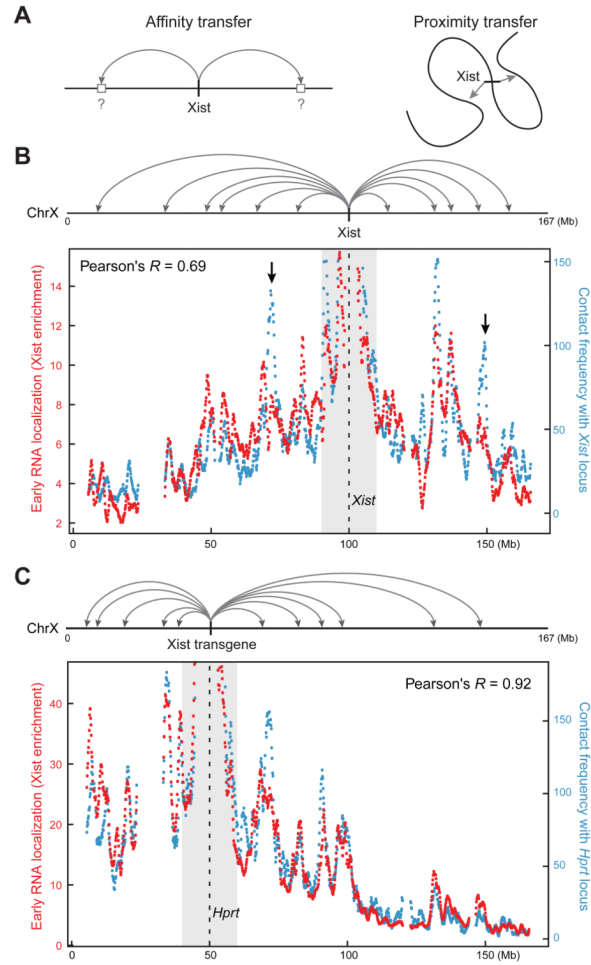 A
Affinity transfer
Proximity transfer
?
Xist
?
Xist
B
ChrX
0
Xist
167 (Mb)
Pearson's R = 0.69
Early RNA localization (Xist enrichment)
14
12
10
8
6
4
2
Contact frequency with Xist locus
150
100
50
0
Xist
0
50
100
150 (Mb)
C
ChrX
0
Xist transgene
167 (Mb)
Pearson's R = 0.92
Early RNA localization (Xist enrichment)
40
30
20
10
0
Contact frequency with Hprt locus
150
100
50
0
Hprt
0
50
100
150 (Mb)